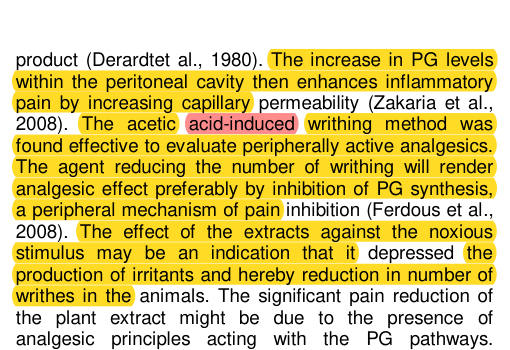 product (Derardtet al., 1980). The increase in PG levels
within the peritoneal cavity then enhances inflammatory
pain by increasing capillary permeability (Zakaria et al.,
2008). The acetic acid-induced writhing method was
found effective to evaluate peripherally active analgesics.
The agent reducing the number of writhing will render
analgesic effect preferably by inhibition of PG synthesis,
a peripheral mechanism of pain inhibition (Ferdous et al.,
2008). The effect of the extracts against the noxious
stimulus may be an indication that it depressed the
production of irritants and hereby reduction in number of
writhes in the animals. The significant pain reduction of
the plant extract might be due to the presence of
analgesic principles acting with the PG pathways.